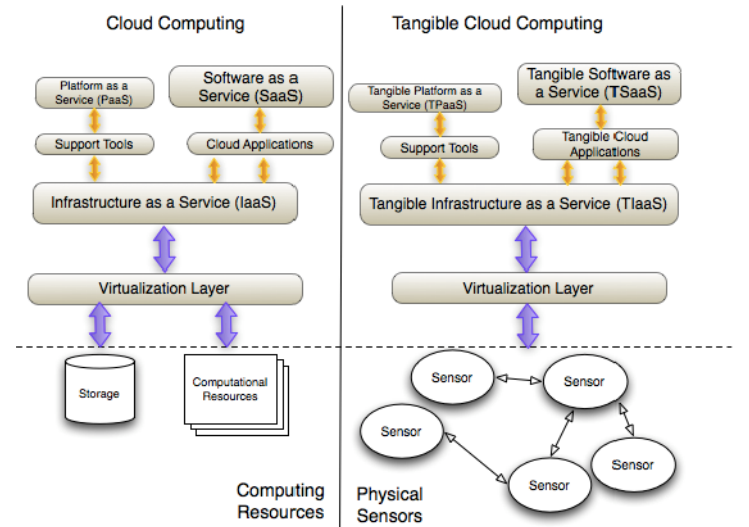 Cloud Computing
Platform as a
Service (PaaS)
Software as a
Service (SaaS)
Support Tools
Cloud Applications
Infrastructure as a Service (IaaS)
Virtualization Layer
Storage
Computational
Resources
Computing
Resources
Tangible Cloud Computing
Tangible Platform as a
Service (TPaaS)
Tangible Software as
a Service (TSaaS)
Support Tools
Tangible Cloud
Applications
Tangible Infrastructure as a Service (TIaaS)
Virtualization Layer
Sensor
Sensor
Sensor
Sensor
Sensor
Physical
Sensors